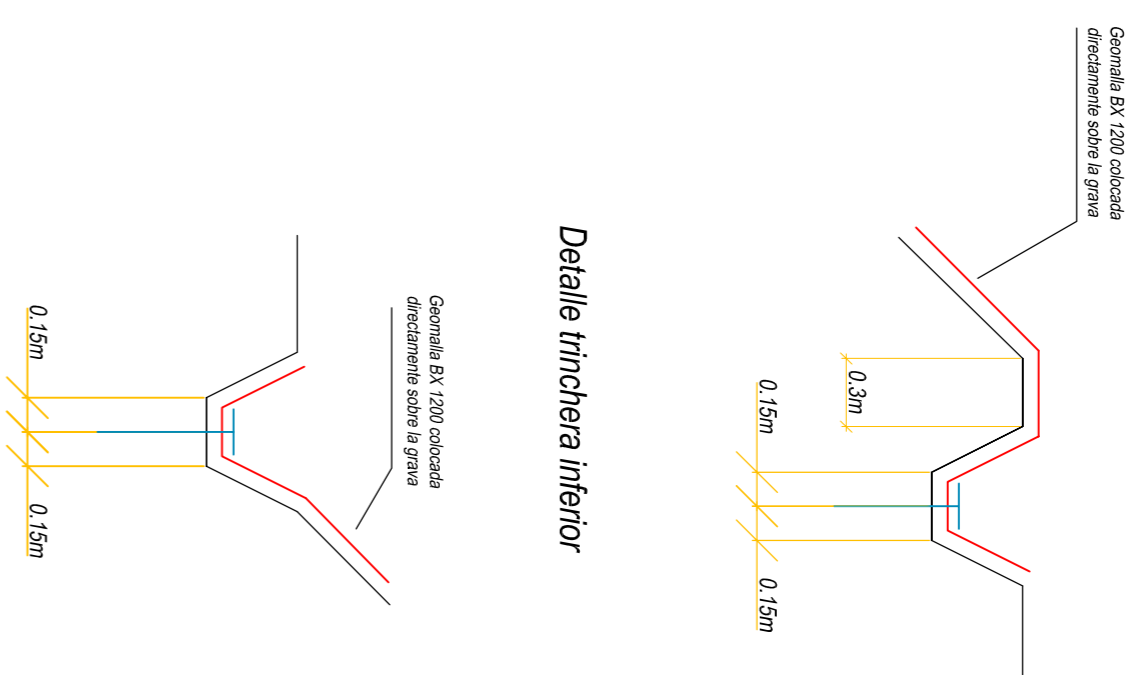 Geomalla BX 1200 colocada
directamente sobre la grava
0.3m
0.15m
0.15m
Detalle trinchera inferior
Geomalla BX 1200 colocada
directamente sobre la grava
0.15m
0.15m